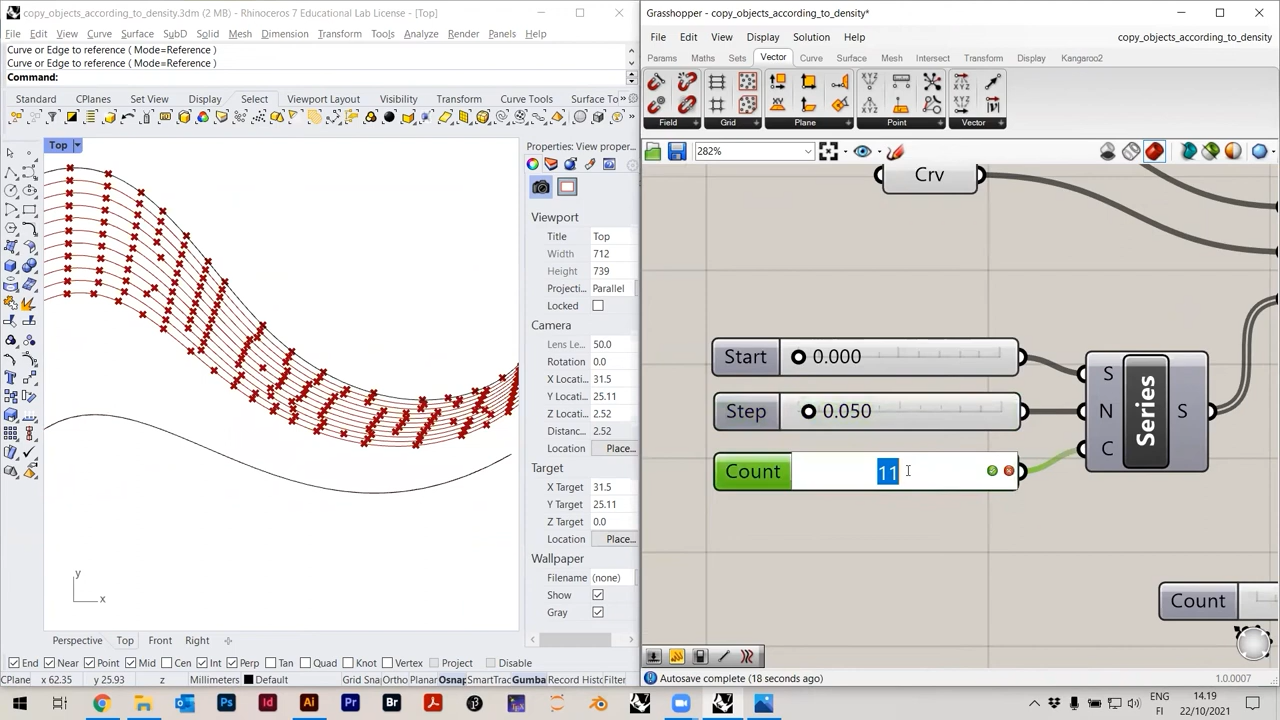 copy_objects_according_to_density.3dm (2 MB) - Rhinoceros 7 Educational Lab License - [Top]
File Edit View Curve Surface SubD Solid Mesh Dimension Transform Tools Analyze Render Panels Help
Curve or Edge to reference ( Mode=Reference )
Curve or Edge to reference ( Mode=Reference )
Command:
Standard CPlanes Set View Display Select Viewport Layout Visibility Transform Curve Tools Surface To »
Top
Properties: View proper...
Viewport
Title Top
Width 712
Height 739
Projecti... Parallel
Locked
Camera
Lens Le... 50.0
Rotation 0.0
X Locati... 31.5
Y Locati... 25.11
Z Locati... 2.52
Distanc... 2.52
Location Place...
Target
X Target 31.5
Y Target 25.11
Z Target 0.0
Location Place...
Wallpaper
Filename (none)
Show
Gray
y
x
Perspective Top Front Right
End Near Point Mid Cen Int Perp Tan Quad Knot Vertex Project Disable
CPlane x 62.35 y 25.93 z Millimeters Default Grid Snap Ortho Planar Osnap SmartTrac Gumba Record Histo Filter
Grasshopper - copy_objects_according_to_density*
File Edit View Display Solution Help
copy_objects_according_to_density
Params Maths Sets Vector Curve Surface Mesh Intersect Transform Display Kangaroo2
XY
Field Grid Plane Point Vector
282%
Crv
Start 0.000
Step 0.050
Count 11
S
N
C
Series
S
Count
Autosave complete (18 seconds ago)
1.0.0007
Ps Id Ai Pr Br
ENG
FI
14.19
22/10/2021